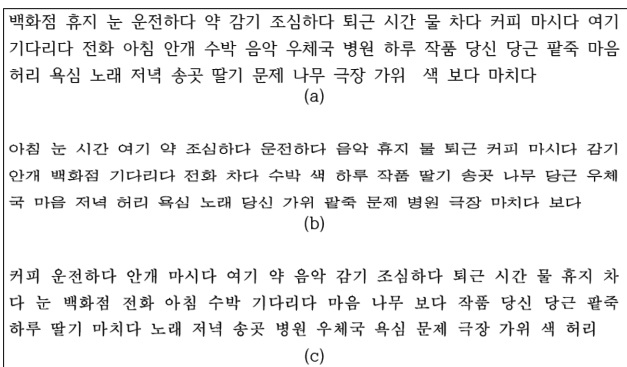 백화점 휴지 눈 운전하다 약 감기 조심하다 퇴근 시간 물 차다 커피 마시다 여기
기다리다 전화 아침 안개 수박 음악 우체국 병원 하루 작품 당신 당근 팥죽 마음
허리 욕심 노래 저녁 송곳 딸기 문제 나무 극장 가위 색 보다 마치다
(a)
아침 눈 시간 여기 약 조심하다 운전하다 음악 휴지 물 퇴근 커피 마시다 감기
안개 백화점 기다리다 전화 차다 수박 색 하루 작품 딸기 송곳 나무 당근 우체
국 마음 저녁 허리 욕심 노래 당신 가위 팥죽 문제 병원 극장 마치다 보다
(b)
커피 운전하다 안개 마시다 여기 약 음악 감기 조심하다 퇴근 시간 물 휴지 차
다 눈 백화점 전화 아침 수박 기다리다 마음 나무 보다 작품 당신 당근 팥죽
하루 딸기 마치다 노래 저녁 송곳 병원 우체국 욕심 문제 극장 가위 색 허리
(c)